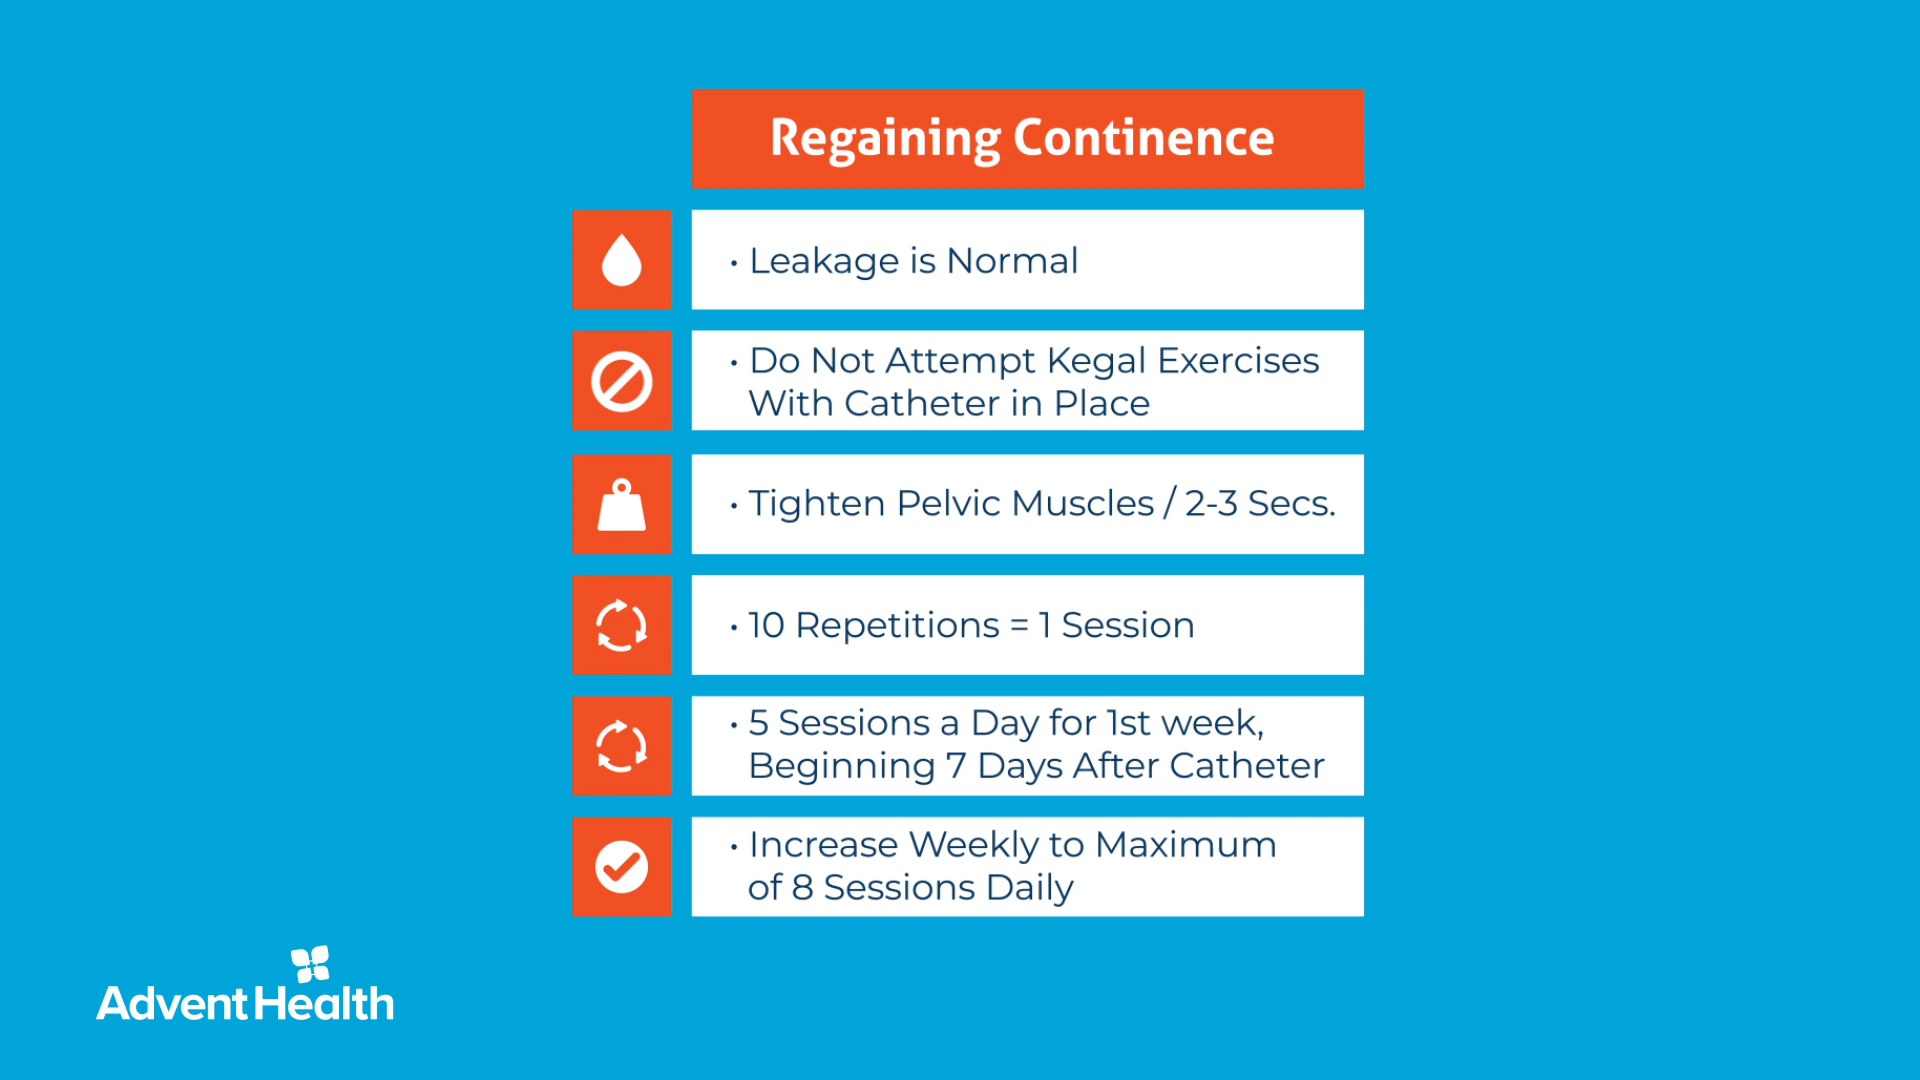 Regaining Continence
• Leakage is Normal
• Do Not Attempt Kegal Exercises
With Catheter in Place
• Tighten Pelvic Muscles / 2-3 Secs.
• 10 Repetitions = 1 Session
• 5 Sessions a Day for 1st week,
Beginning 7 Days After Catheter
• Increase Weekly to Maximum
of 8 Sessions Daily
AdventHealth